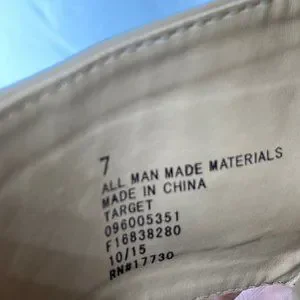 7
ALL MAN MADE MATERIALS
MADE IN CHINA
TARGET
096005351
F16838280
10/15
RN#17730